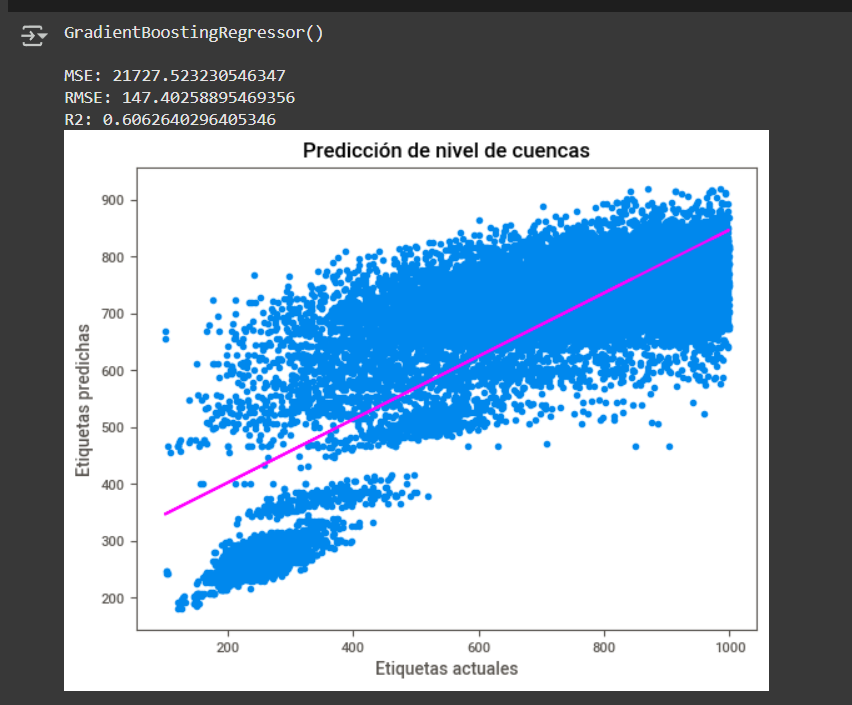 GradientBoostingRegressor()
MSE: 21727.523230546347
RMSE: 147.40258895469356
R2: 0.6062640296405346
Predicción de nivel de cuencas
Etiquetas predichas
900
800
700
600
500
400
300
200
200 400 600 800 1000
Etiquetas actuales